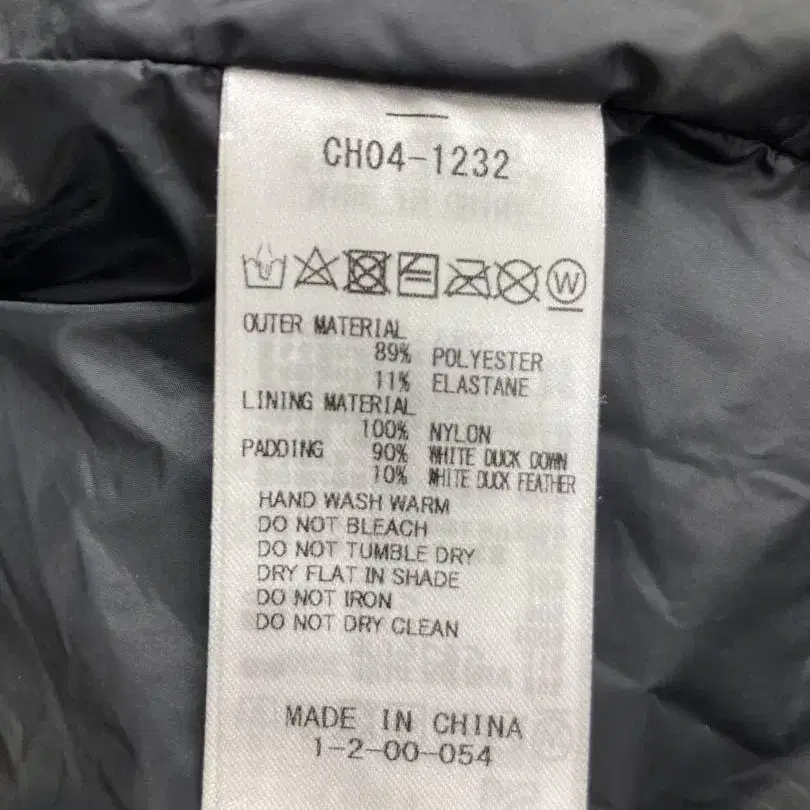 CH04-1232
W
OUTER MATERIAL
89% POLYESTER
11% ELASTANE
LINING MATERIAL
100% NYLON
PADDING 90% WHITE DUCK DOWN
10% WHITE DUCK FEATHER
HAND WASH WARM
DO NOT BLEACH
DO NOT TUMBLE DRY
DRY FLAT IN SHADE
DO NOT IRON
DO NOT DRY CLEAN
MADE IN CHINA
1-2-00-054